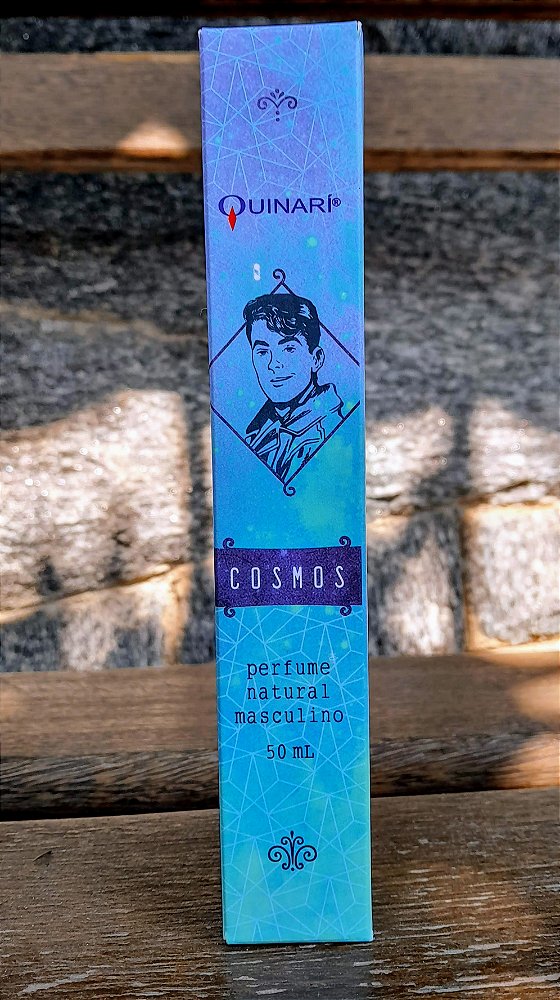 QUINARÍ®
COSMOS
perfume
natural
masculino
50 mL